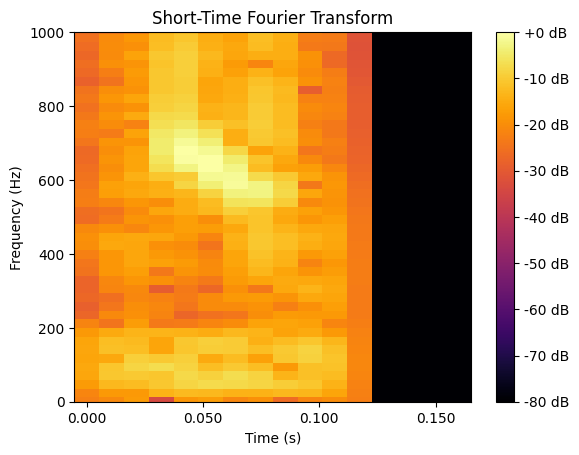 Short-Time Fourier Transform
1000
800
600
400
200
0
Frequency (Hz)
0.000
0.050
0.100
0.150
Time (s)
+0 dB
-10 dB
-20 dB
-30 dB
-40 dB
-50 dB
-60 dB
-70 dB
-80 dB